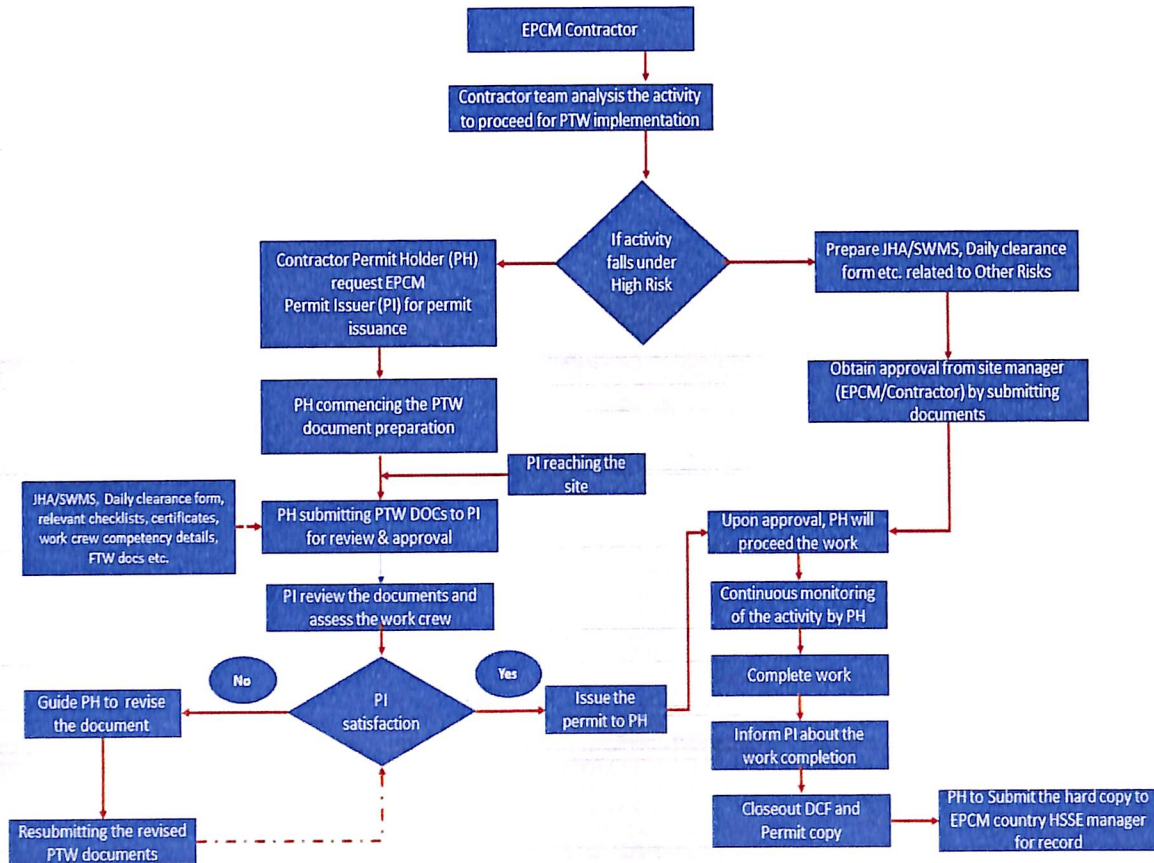 EPCM Contractor
Contractor team analysis the activity
to proceed for PTW implementation
If activity
falls under
High Risk
Contractor Permit Holder (PH)
request EPCM
Permit Issuer (PI) for permit
issuance
Prepare JHA/SWMS, Daily clearance
form etc. related to Other Risks
PH commencing the PTW
document preparation
Obtain approval from site manager
(EPCM/Contractor) by submitting
documents
PI reaching the
site
JHA/SWMS, Daily clearance form,
relevant checklists, certificates,
work crew competency details,
FTW docs etc.
PH submitting PTW DOCs to PI
for review & approval
Upon approval, PH will
proceed the work
PI review the documents and
assess the work crew
Continuous monitoring
of the activity by PH
No
Yes
Complete work
Guide PH to revise
the document
PI
satisfaction
Issue the
permit to PH
Inform PI about the
work completion
Resubmitting the revised
PTW documents
Closeout DCF and
Permit copy
PH to Submit the hard copy to
EPCM country HSSE manager
for record